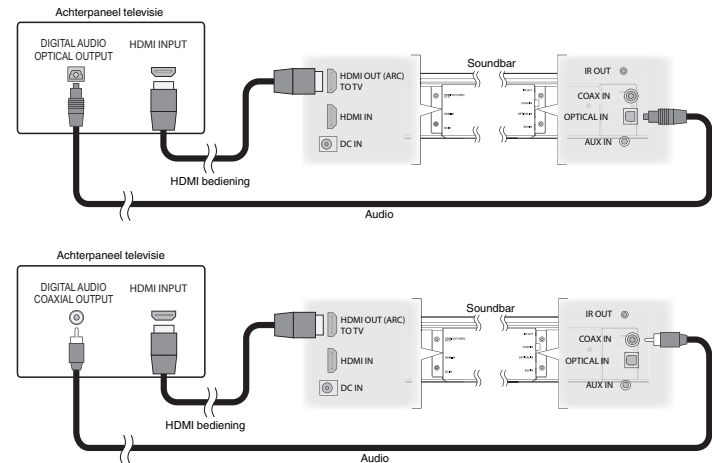 Achterpaneel televisie
DIGITAL AUDIO
OPTICAL OUTPUT
HDMI INPUT
HDMI OUT (ARC)
TO TV
HDMI IN
DC IN
Soundbar
IR OUT
COAX IN
OPTICAL IN
AUX IN
HDMI bediening
Audio
Achterpaneel televisie
DIGITAL AUDIO
COAXIAL OUTPUT
HDMI INPUT
HDMI OUT (ARC)
TO TV
HDMI IN
DC IN
Soundbar
IR OUT
COAX IN
OPTICAL IN
AUX IN
HDMI bediening
Audio